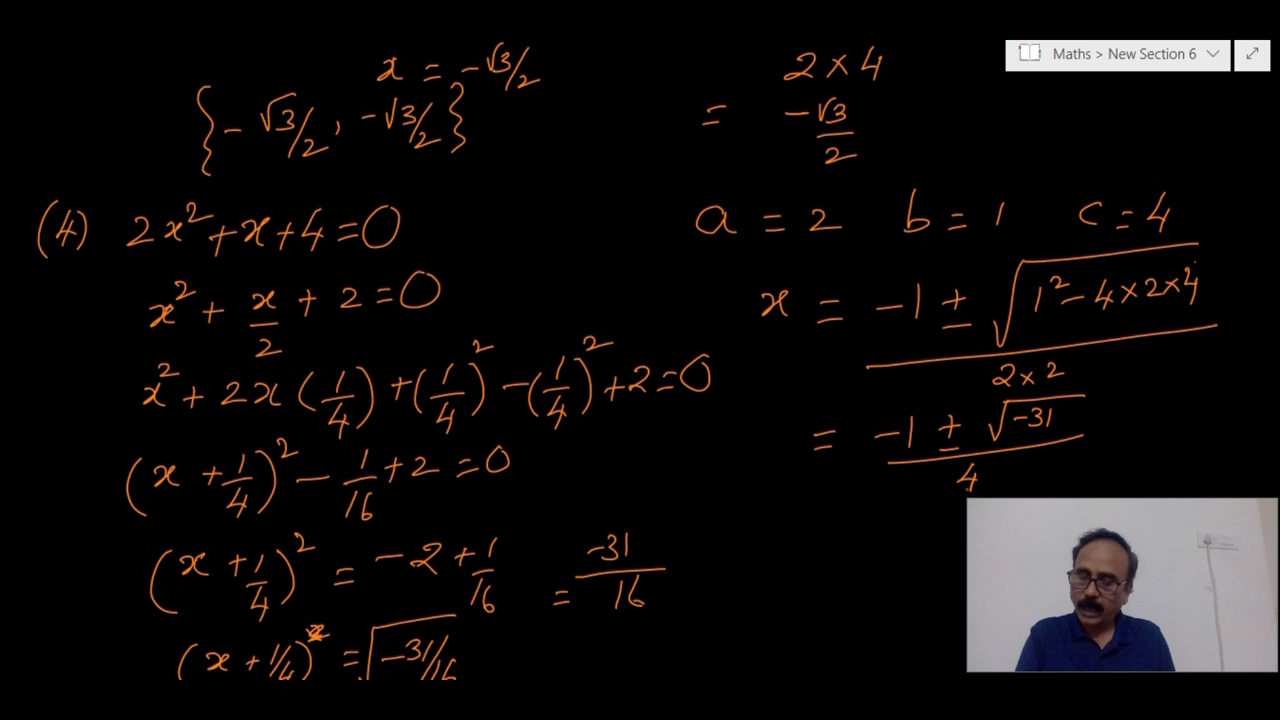 Maths > New Section 6
x = -√3/2
{-√3/2, -√3/2}
2 × 4
= -√3/2
(4) 2x² + x + 4 = 0
x² + x/2 + 2 = 0
x² + 2x(1/4) + (1/4)² - (1/4)² + 2 = 0
(x + 1/4)² - 1/16 + 2 = 0
(x + 1/4)² = -2 + 1/16 = -31/16
(x + 1/4) = √-31/16
a = 2 b = 1 c = 4
x = -1 ± √1² - 4×2×4
2×2
= -1 ± √-31
4